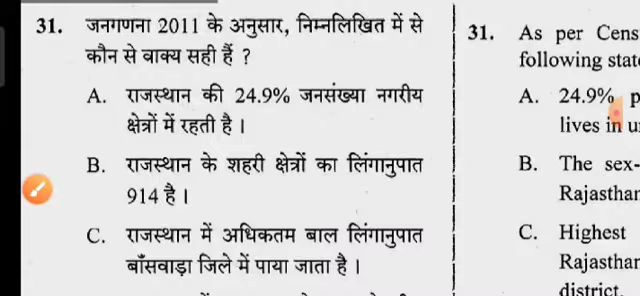 31. जनगणना 2011 के अनुसार, निम्नलिखित में से
कौन से वाक्य सही हैं ?
A. राजस्थान की 24.9% जनसंख्या नगरीय
क्षेत्रों में रहती है ।
B. राजस्थान के शहरी क्षेत्रों का लिंगानुपात
914 है ।
C. राजस्थान में अधिकतम बाल लिंगानुपात
बाँसवाड़ा जिले में पाया जाता है ।
31. As per Cens
following stat
A. 24.9% p
lives in u
B. The sex-
Rajasthan
C. Highest
Rajasthan
district.